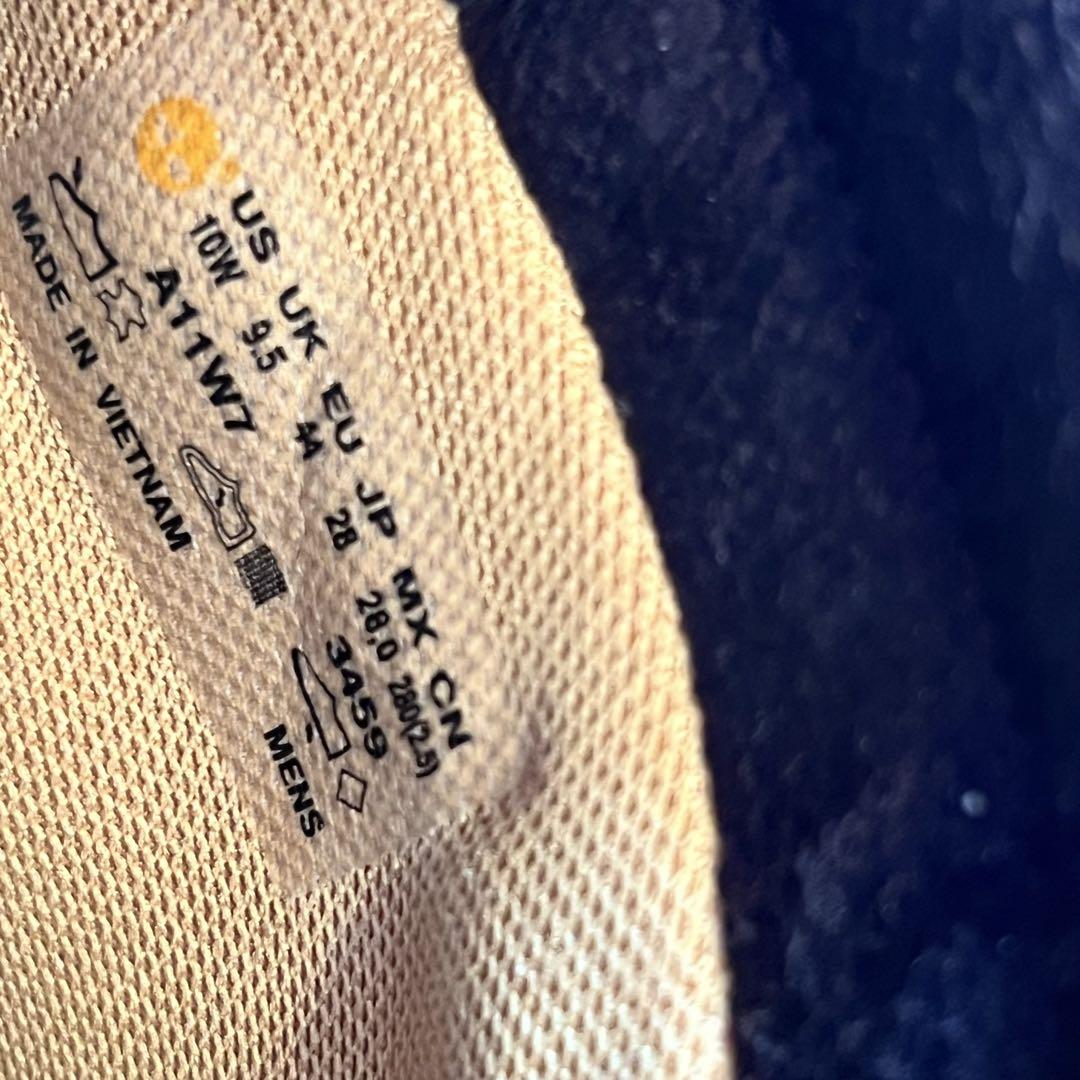 US UK EU JP MX CN
10W 9.5 44 28 28,0 280(2.5)
A11W7 3459
MADE IN VIETNAM MENS